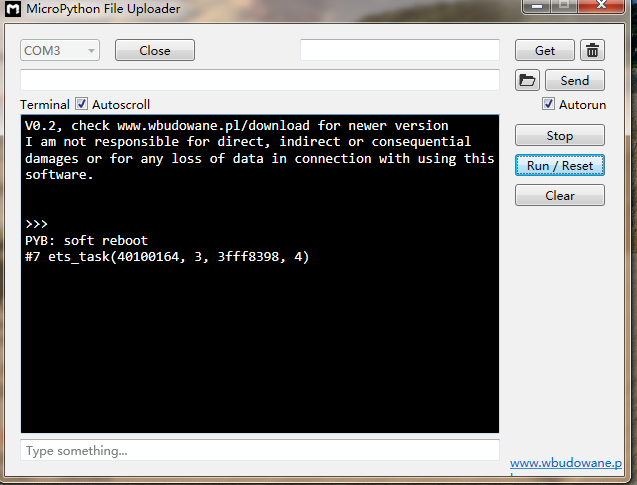 MicroPython File Uploader
COM3
Close
Get
Send
Terminal
Autoscroll
Autorun
V0.2, check www.wbudowane.pl/download for newer version
I am not responsible for direct, indirect or consequential
damages or for any loss of data in connection with using this
software.
>>>
PYB: soft reboot
#7 ets_task(40100164, 3, 3fff8398, 4)
Stop
Run / Reset
Clear
Type something...
www.wbudowane.p